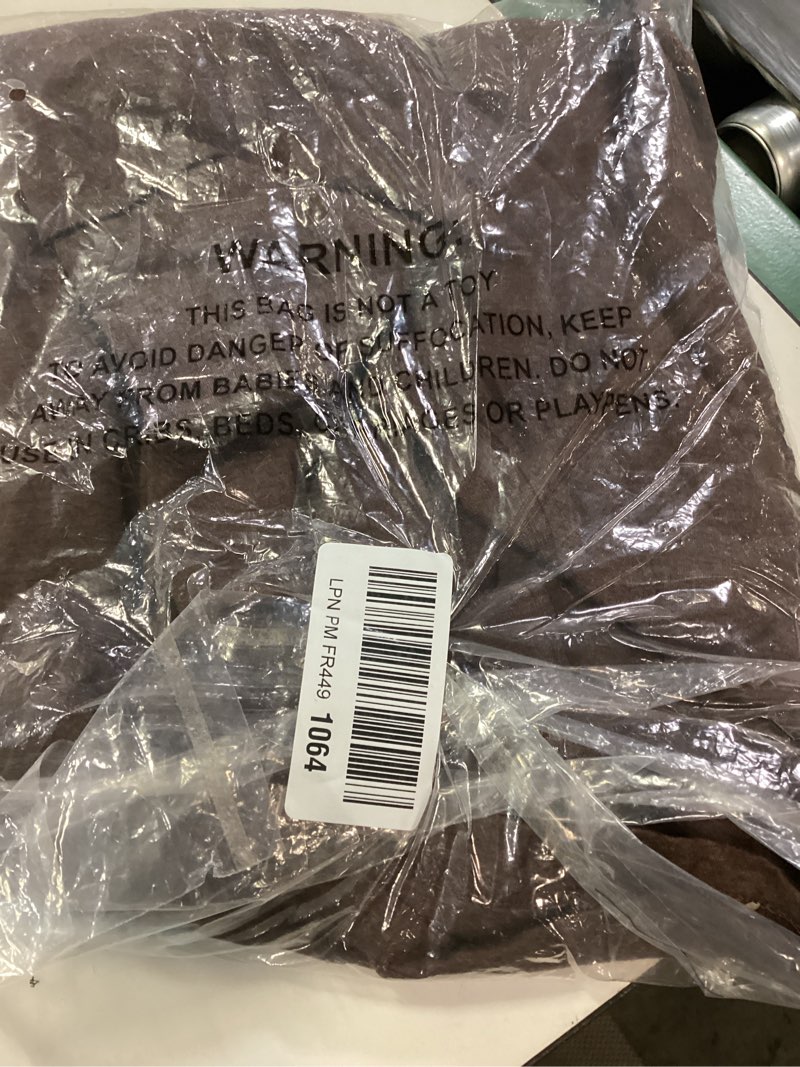 WARNING:
THIS BAG IS NOT A TOY
TO AVOID DANGER OF SUFFOCATION, KEEP
AWAY FROM BABIES AND CHILDREN. DO NOT
USE IN CRIBS, BEDS, CARRIAGES OR PLAYPENS.
LPN PM FR449 1064